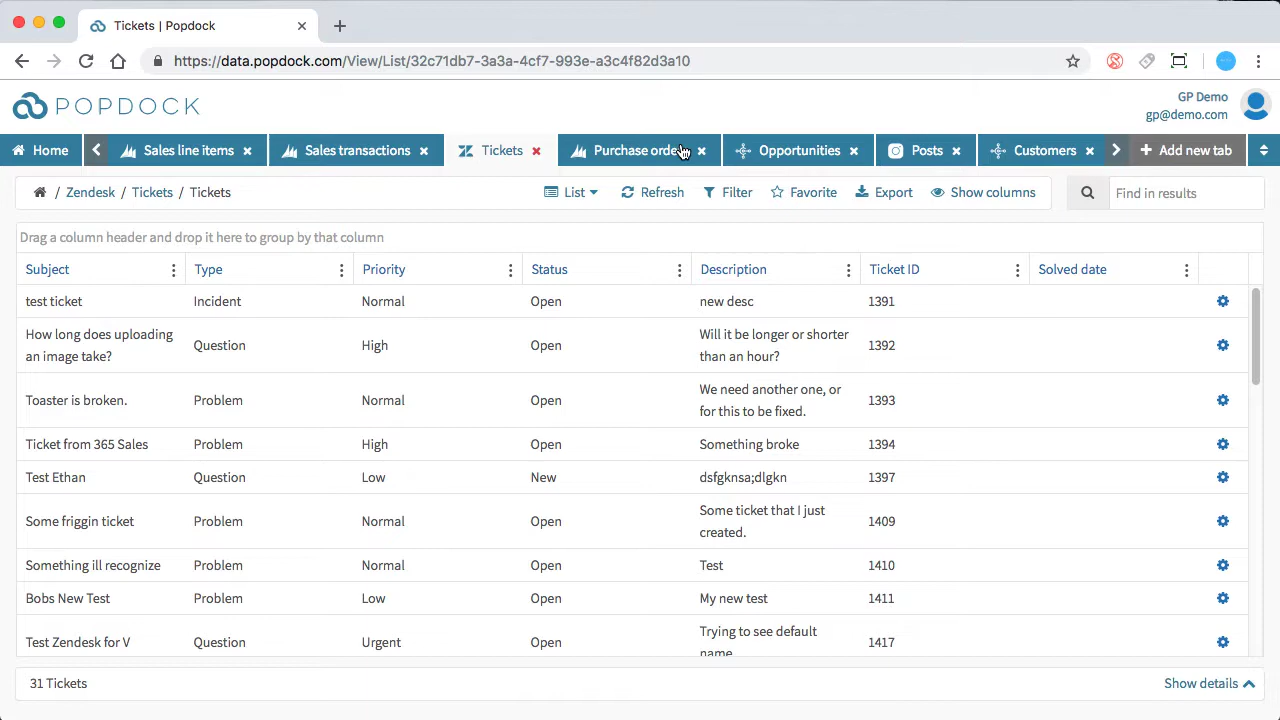 Tickets | Popdock
https://data.popdock.com/View/List/32c71db7-3a3a-4cf7-993e-a3c4f82d3a10
POPDOCK
GP Demo
gp@demo.com
Home
Sales line items
Sales transactions
Tickets
Purchase orde
Opportunities
Posts
Customers
Add new tab
/ Zendesk / Tickets / Tickets
List
Refresh
Filter
Favorite
Export
Show columns
Find in results
Drag a column header and drop it here to group by that column
Subject Type Priority Status Description Ticket ID Solved date
test ticket Incident Normal Open new desc 1391
How long does uploading
an image take?
Question High Open
Will it be longer or shorter
than an hour?
1392
Toaster is broken. Problem Normal Open
We need another one, or
for this to be fixed.
1393
Ticket from 365 Sales Problem High Open Something broke 1394
Test Ethan Question Low New dsfgknsa;dlgkn 1397
Some friggin ticket Problem Normal Open
Some ticket that I just
created.
1409
Something ill recognize Problem Normal Open Test 1410
Bobs New Test Problem Low Open My new test 1411
Test Zendesk for V Question Urgent Open
Trying to see default
name
1417
31 Tickets
Show details